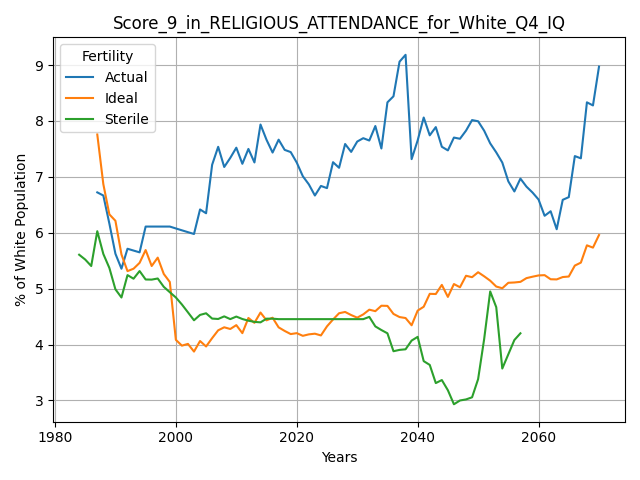 Score_9_in_RELIGIOUS_ATTENDANCE_for_White_Q4_IQ
Fertility
Actual
Ideal
Sterile
% of White Population
9
8
7
6
5
4
3
1980 2000 2020 2040 2060
Years